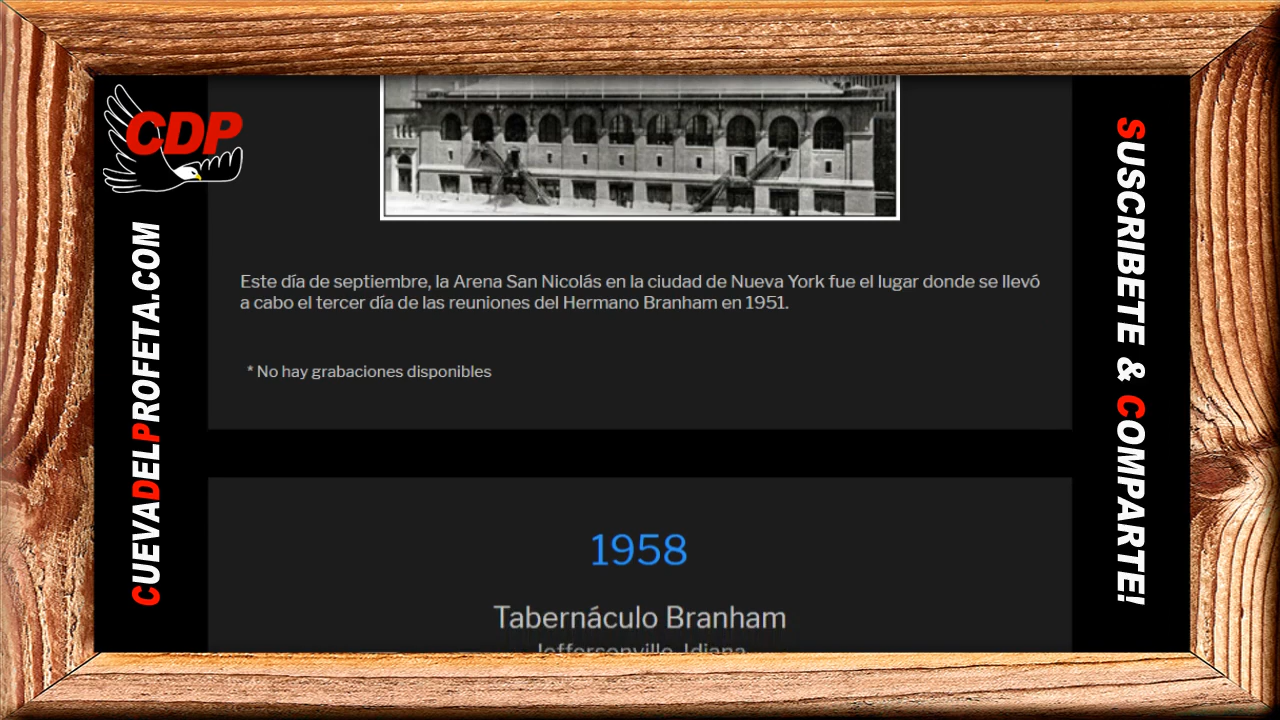 CDP
CUEVADELPROFETA.COM
Este día de septiembre, la Arena San Nicolás en la ciudad de Nueva York fue el lugar donde se llevó
a cabo el tercer día de las reuniones del Hermano Branham en 1951.
* No hay grabaciones disponibles
1958
Tabernáculo Branham
Jeffersonville, Idiana
SUSCRIBETE & COMPARTE!